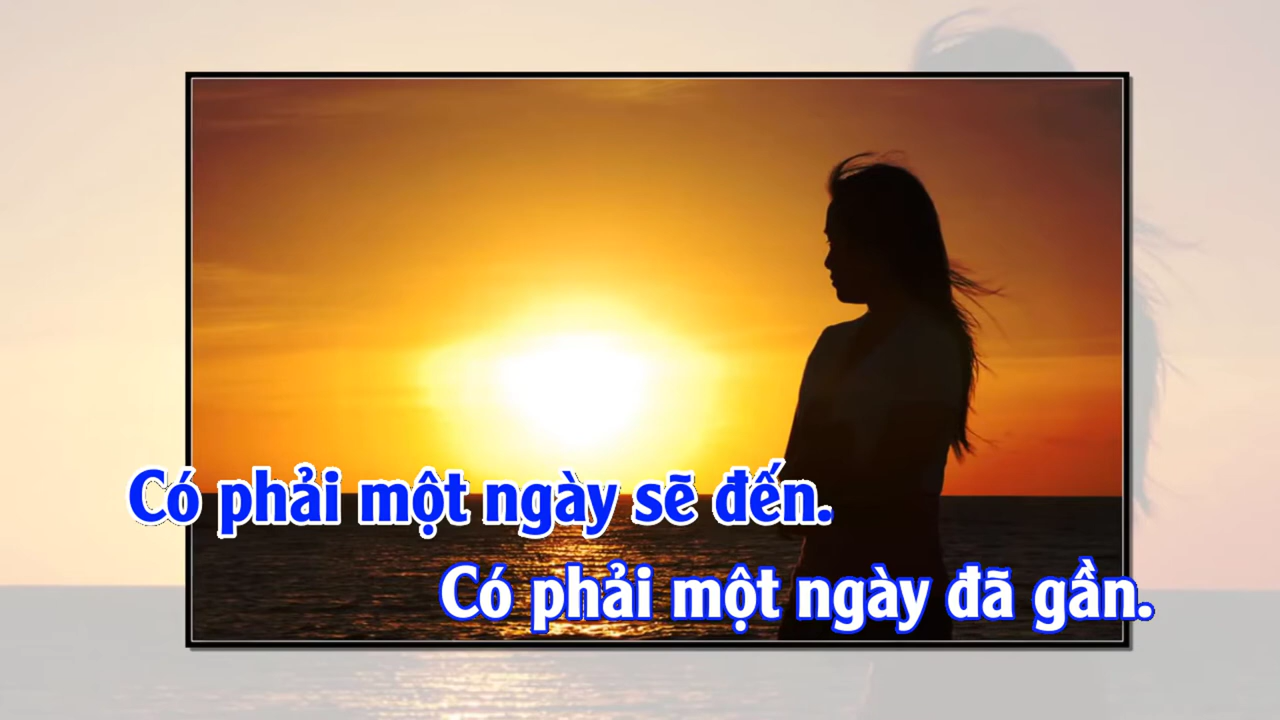 Có phải một ngày sẽ đến.
Có phải một ngày đã gần.